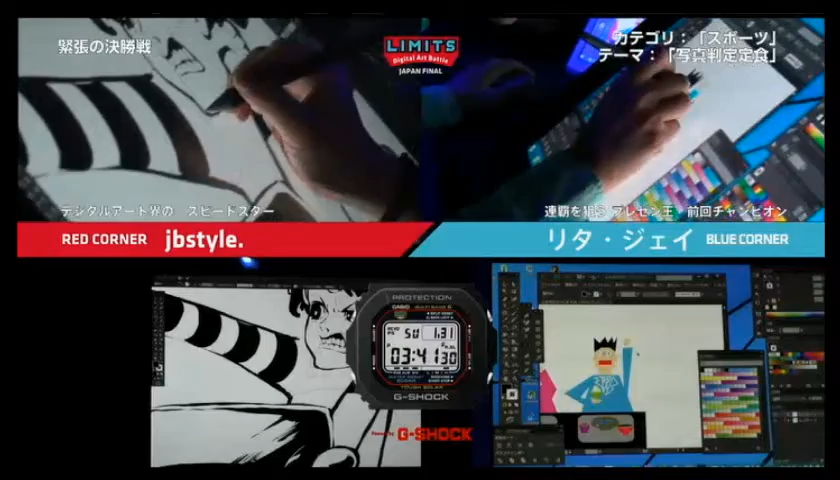 緊張の決勝戦
LIMITS
Digital Art Battle
JAPAN FINAL
カテゴリ：「スポーツ」
テーマ：「写真判定定食」
デジタルアート界の スピードスター
連覇を狙う プレゼン王 前回チャンピオン
RED CORNER jbstyle.
リタ・ジェイ BLUE CORNER
PROTECTION
SU 1.31
03:41 30
TOUGH SOLAR
G-SHOCK
G-SHOCK